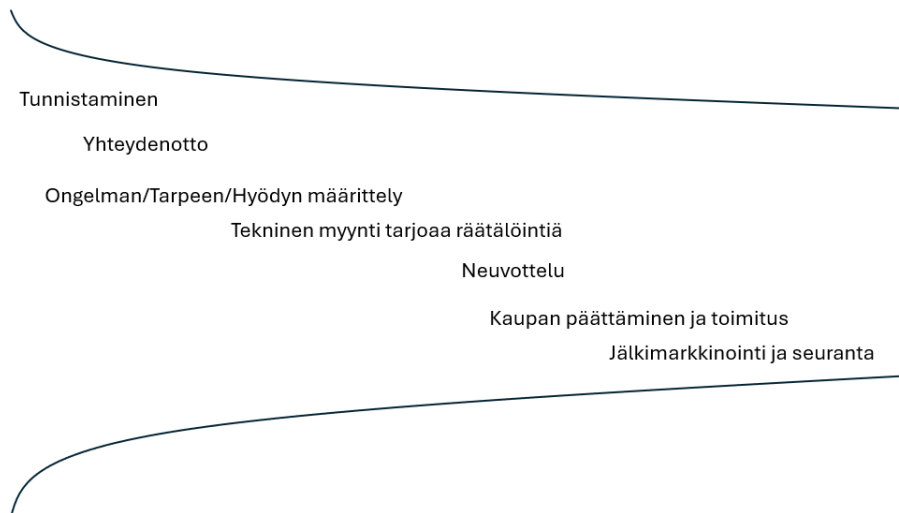 Tunnistaminen
Yhteydenotto
Ongelman/Tarpeen/Hyödyn määrittely
Tekninen myynti tarjoaa räätälöintiä
Neuvottelu
Kaupan päättäminen ja toimitus
Jälkimarkkinointi ja seuranta